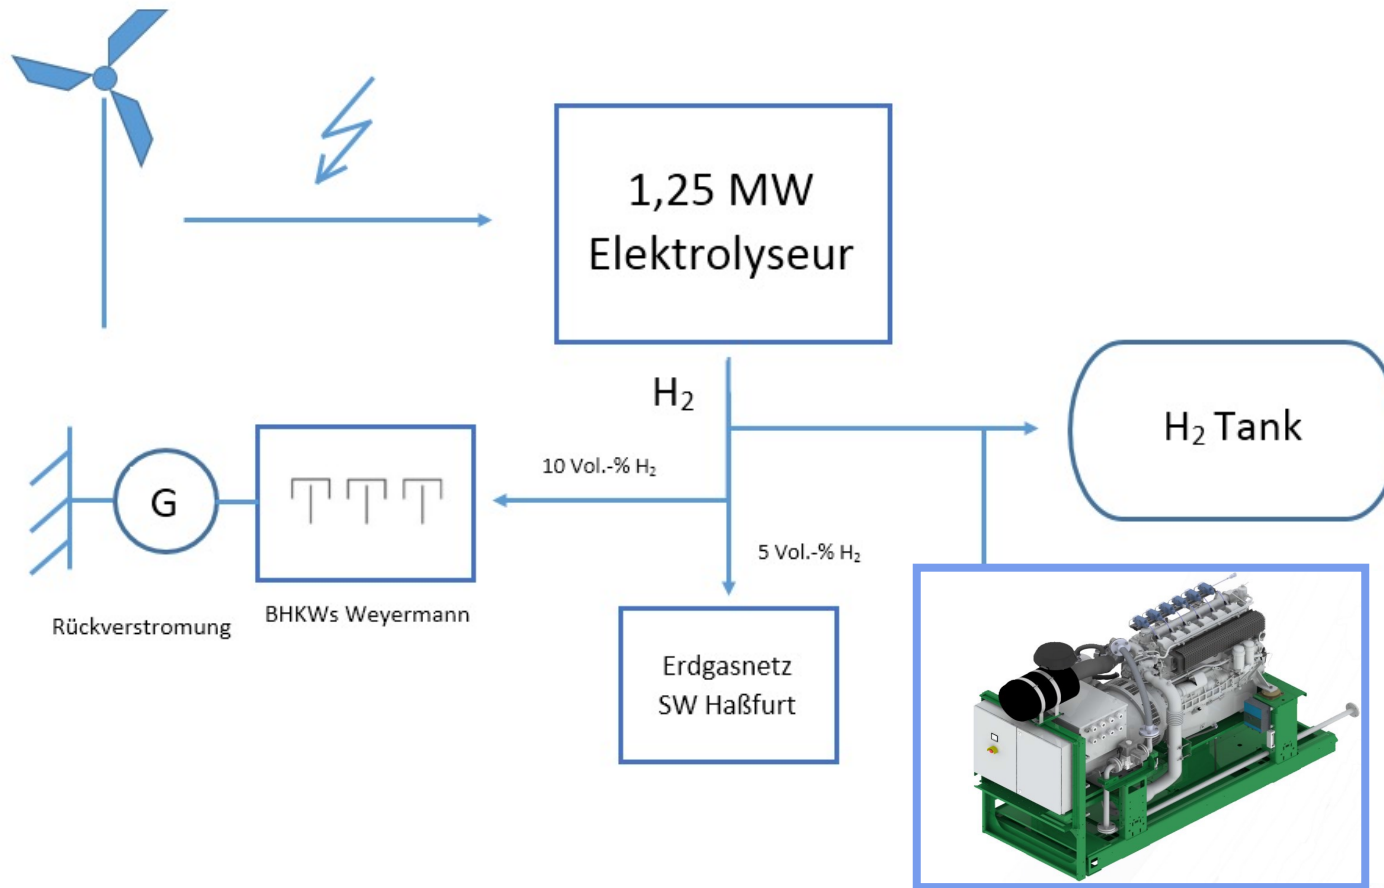 1,25 MW
Elektrolyseur
H₂
H₂ Tank
10 Vol.-% H₂
G
5 Vol.-% H₂
Rückverstromung
BHKWs Weyermann
Erdgasnetz
SW Haßfurt